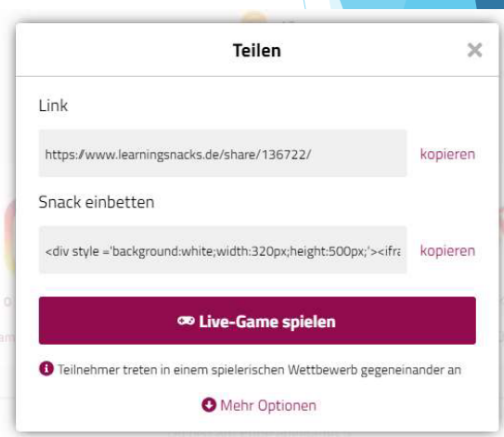 Teilen
Link
https://www.learningsnacks.de/share/136722/
kopieren
Snack einbetten
<div style ='background:white;width:320px;height:500px;'><ifra
kopieren
Live-Game spielen
Teilnehmer treten in einem spielerischen Wettbewerb gegeneinander an
Mehr Optionen